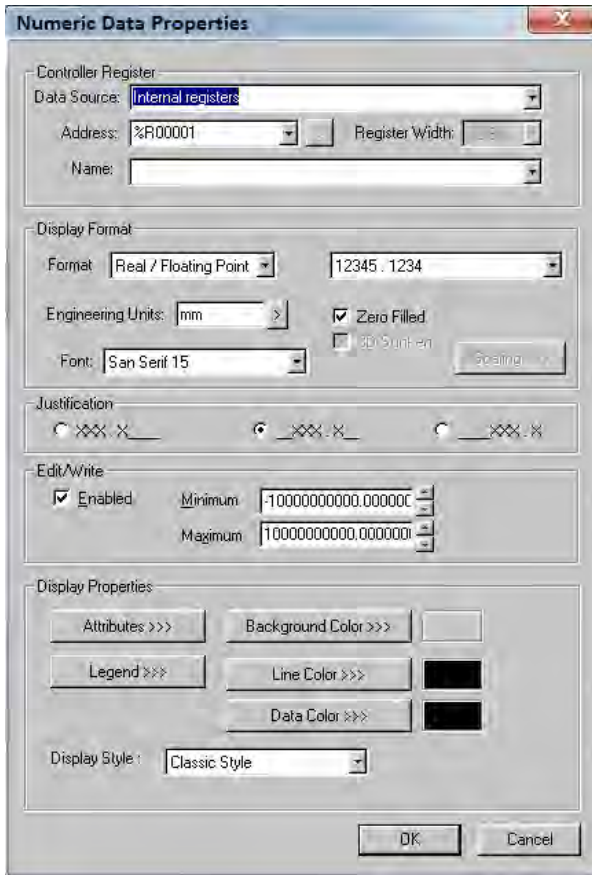 Numeric Data Properties
Controller Register
Data Source: Internal registers
Address: %R00001 ... Register Width:
Name:
Display Format
Format Real / Floating Point 12345 . 1234
Engineering Units: mm > Zero Filled
3D Sunken
Font: San Serif 15 Scaling >>
Justification
XXX . X___ __XXX . X__ ___XXX . X
Edit/Write
Enabled Minimum -10000000000.000000
Maximum 10000000000.000000
Display Properties
Attributes >>> Background Color >>>
Legend >>> Line Color >>>
Data Color >>>
Display Style : Classic Style
OK Cancel